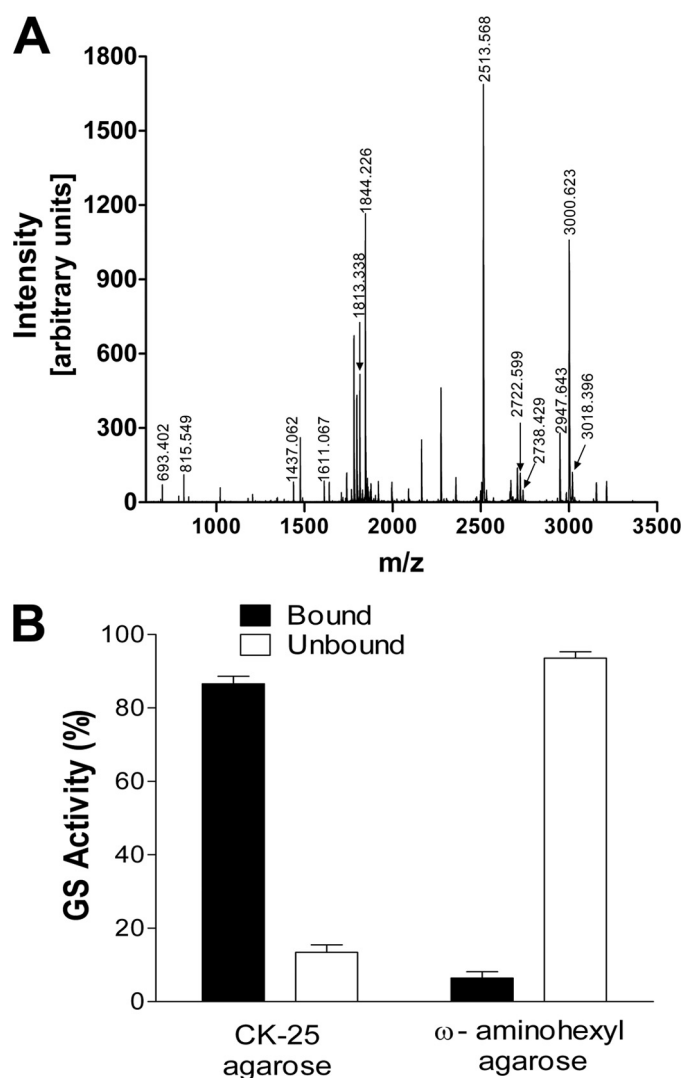 A
1800
1500
1200
900
600
300
0
Intensity
[arbitrary units]
693.402
815.549
1437.062
1611.067
1813.338
1844.226
2513.568
2722.599
2738.429
2947.643
3000.623
3018.396
1000
1500
2000
2500
3000
3500
m/z
B
Bound
Unbound
100
80
60
40
20
0
GS Activity (%)
CK-25
agarose
ω- aminohexyl
agarose